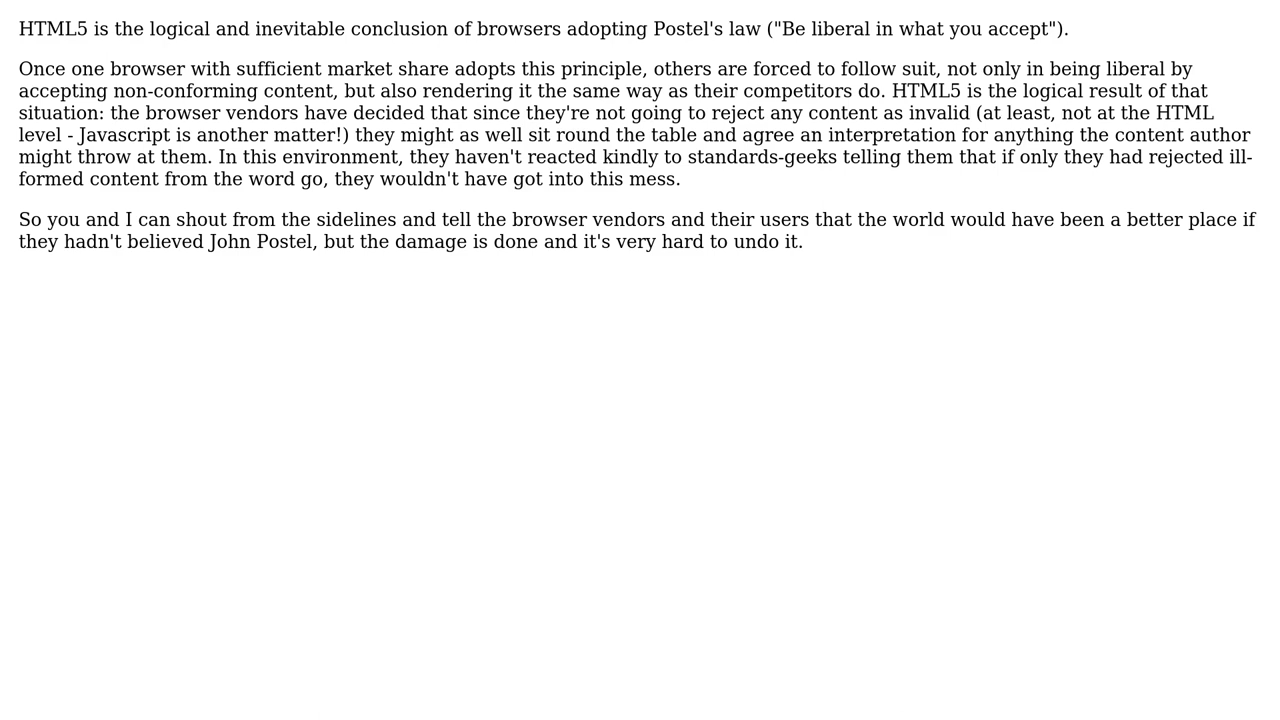 HTML5 is the logical and inevitable conclusion of browsers adopting Postel's law ("Be liberal in what you accept").
Once one browser with sufficient market share adopts this principle, others are forced to follow suit, not only in being liberal by
accepting non-conforming content, but also rendering it the same way as their competitors do. HTML5 is the logical result of that
situation: the browser vendors have decided that since they're not going to reject any content as invalid (at least, not at the HTML
level - Javascript is another matter!) they might as well sit round the table and agree an interpretation for anything the content author
might throw at them. In this environment, they haven't reacted kindly to standards-geeks telling them that if only they had rejected ill-
formed content from the word go, they wouldn't have got into this mess.
So you and I can shout from the sidelines and tell the browser vendors and their users that the world would have been a better place if
they hadn't believed John Postel, but the damage is done and it's very hard to undo it.